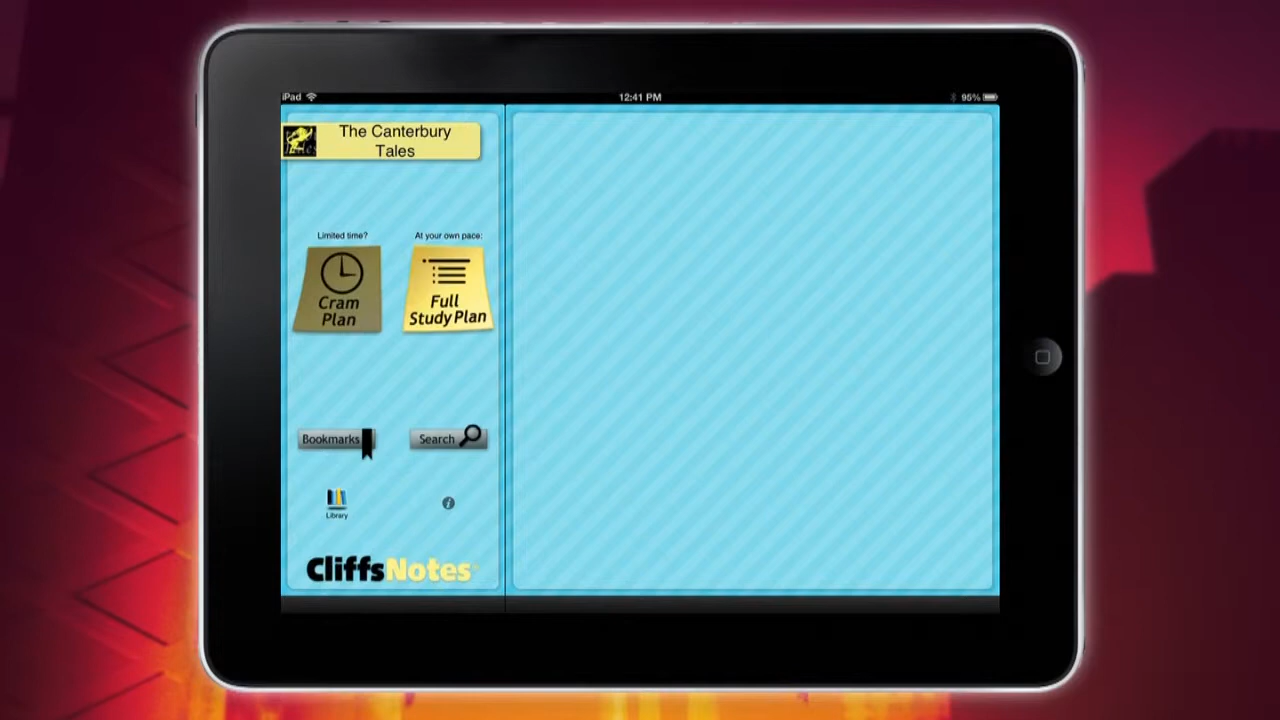 iPad
12:41 PM
95%
The Canterbury
Tales
Limited time?
At your own pace:
Cram
Plan
Full
Study Plan
Bookmarks
Search
Library
CliffsNotes